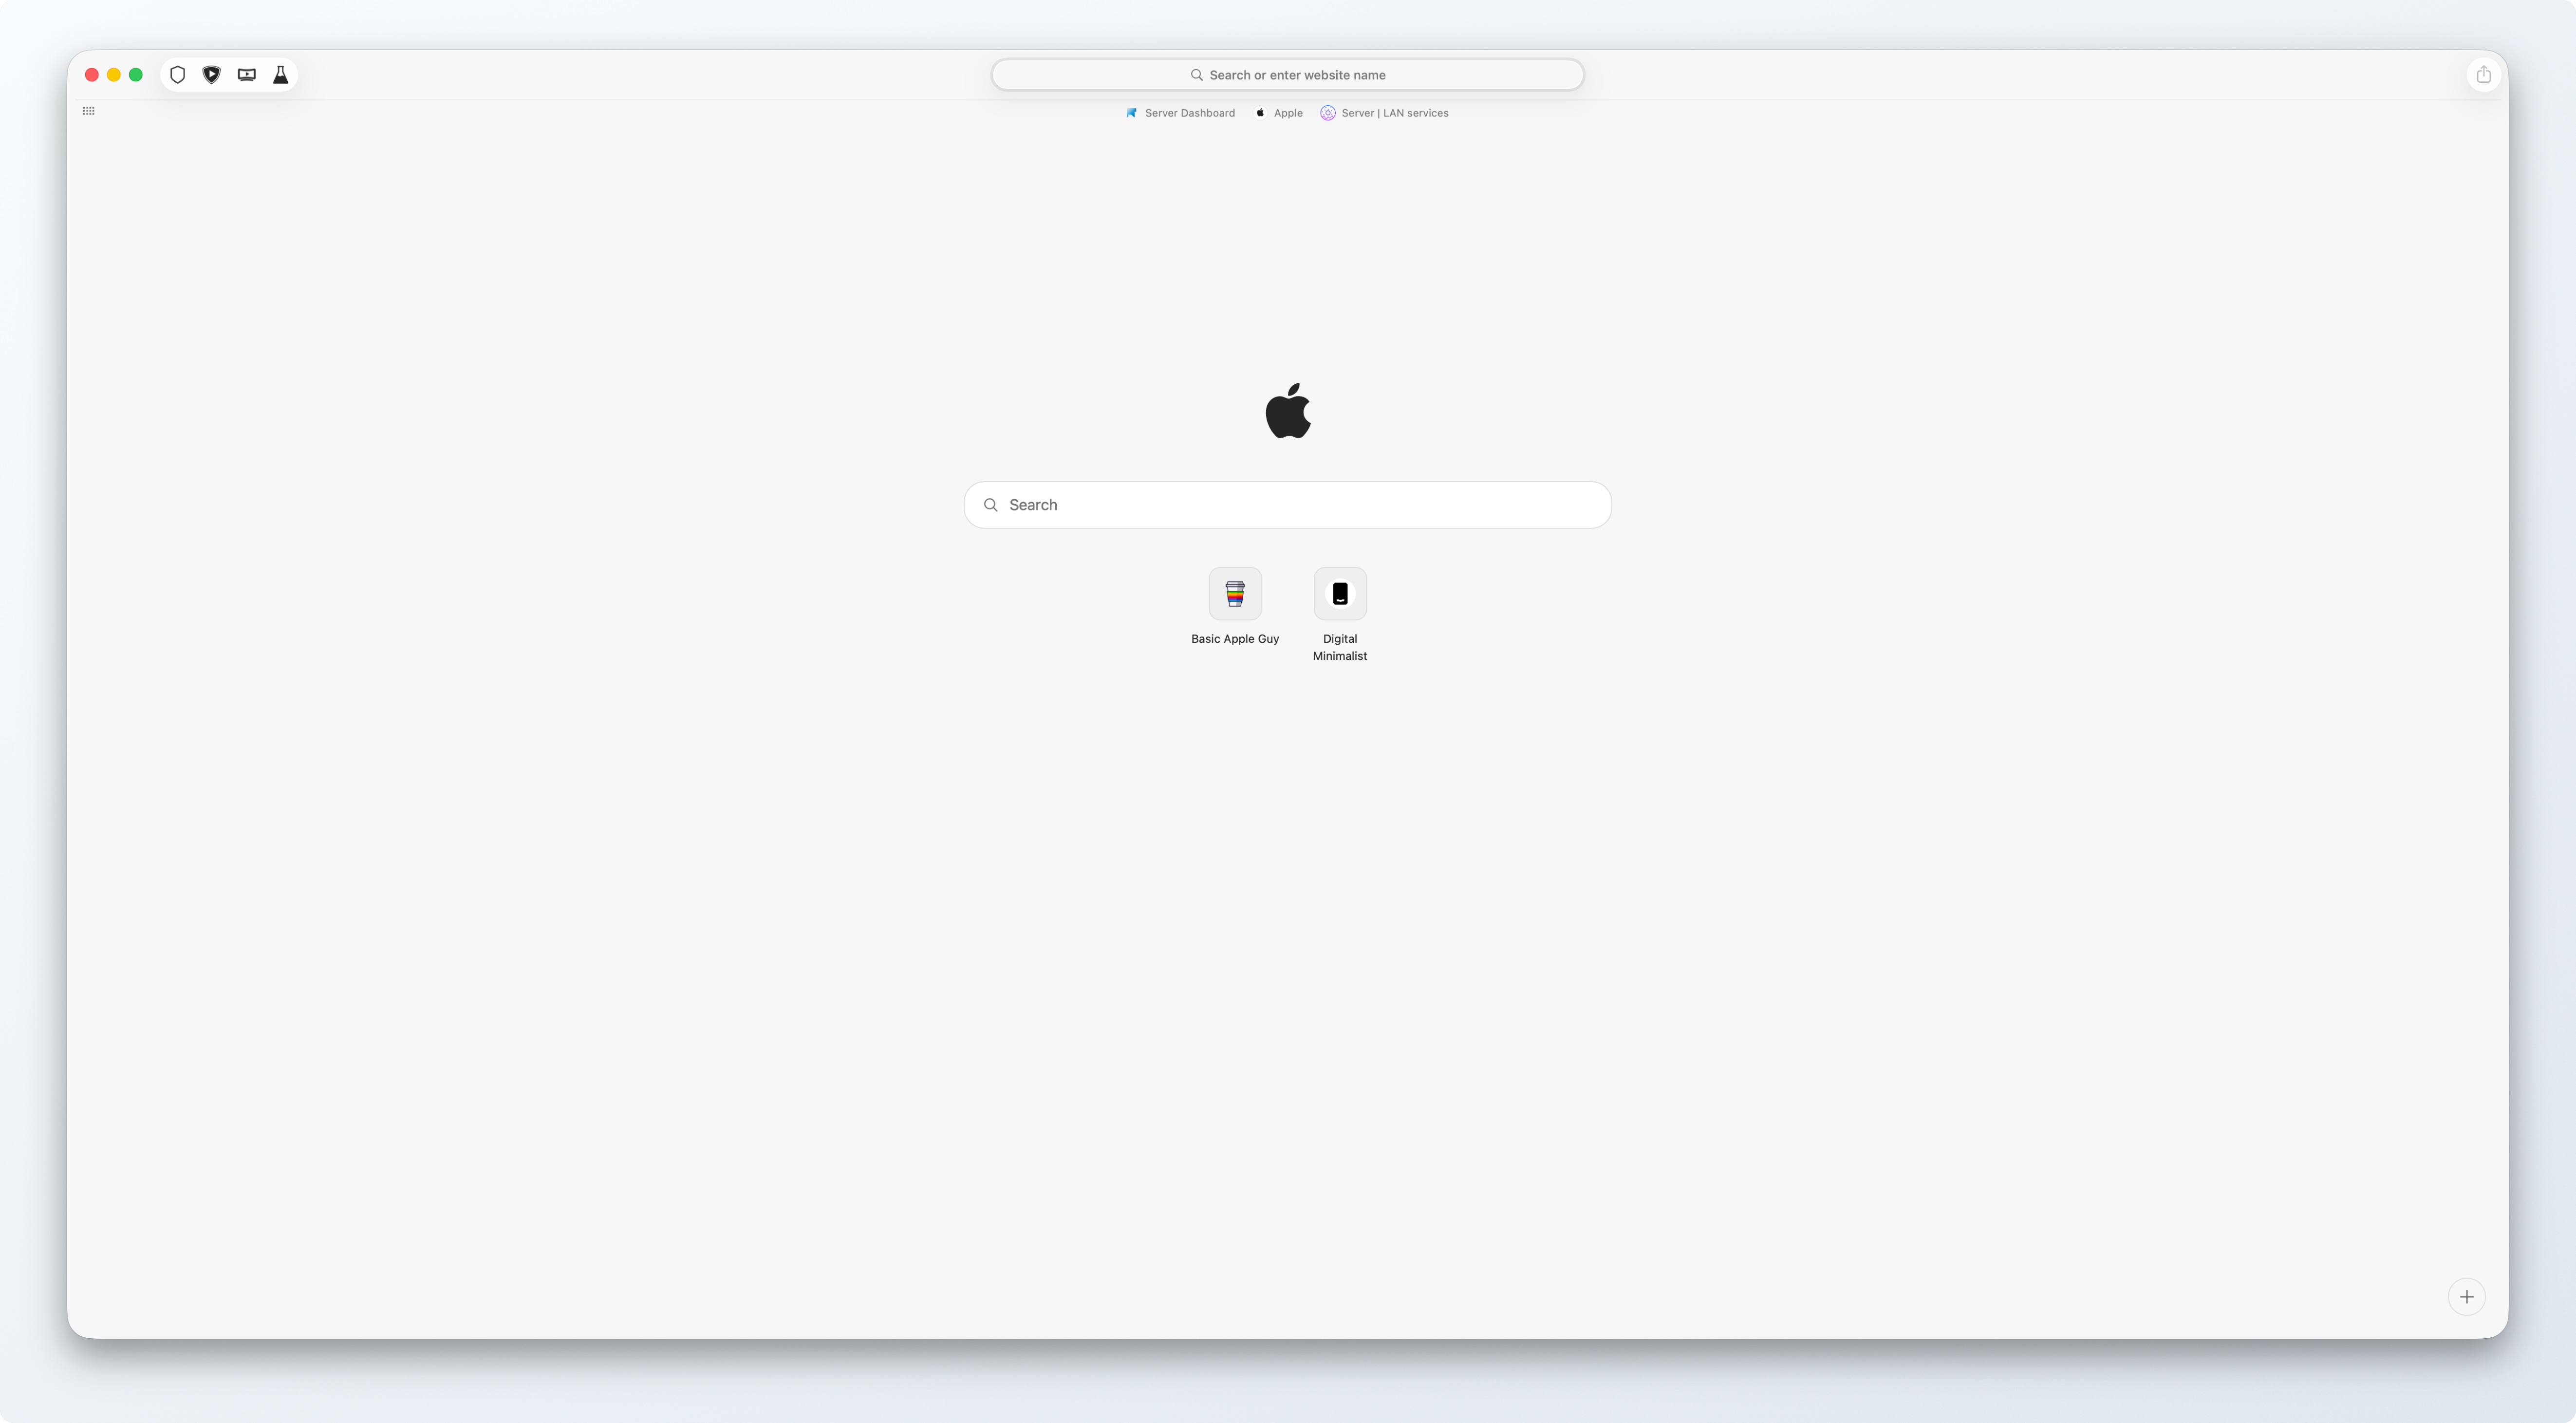 Search or enter website name
Server Dashboard
Apple
Server | LAN services
Search
Basic Apple Guy
Digital
Minimalist